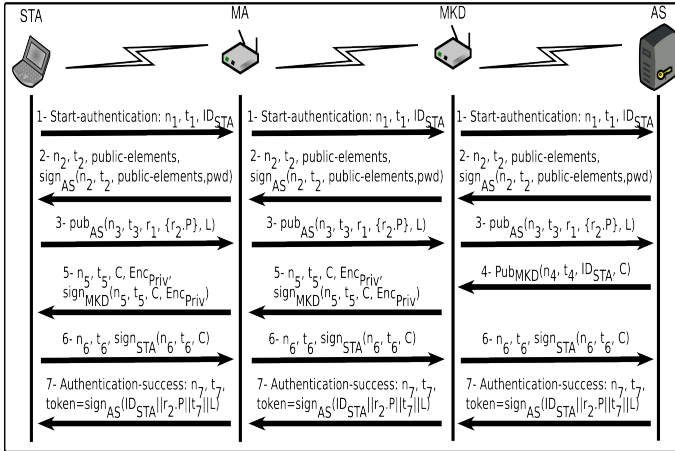 STA MA MKD AS
1- Start-authentication: n1, t1, IDSTA 1- Start-authentication: n1, t1, IDSTA 1- Start-authentication: n1, t1, IDSTA
2- n2, t2, public-elements, 2- n2, t2, public-elements, 2- n2, t2, public-elements,
signAS(n2, t2, public-elements,pwd) signAS(n2, t2, public-elements,pwd) signAS(n2, t2, public-elements,pwd)
3- pubAS(n3, t3, r1, {r2.P}, L) 3- pubAS(n3, t3, r1, {r2.P}, L) 3- pubAS(n3, t3, r1, {r2.P}, L)
5- n5, t5, C, EncPriv, 5- n5, t5, C, EncPriv, 4- PubMKD(n4, t4, IDSTA, C)
signMKD(n5, t5, C, EncPriv) signMKD(n5, t5, C, EncPriv)
6- n6, t6, signSTA(n6, t6, C) 6- n6, t6, signSTA(n6, t6, C) 6- n6, t6, signSTA(n6, t6, C)
7- Authentication-success: n7, t7, 7- Authentication-success: n7, t7, 7- Authentication-success: n7, t7,
token=signAS(IDSTA||r2.P||t7||L) token=signAS(IDSTA||r2.P||t7||L) token=signAS(IDSTA||r2.P||t7||L)